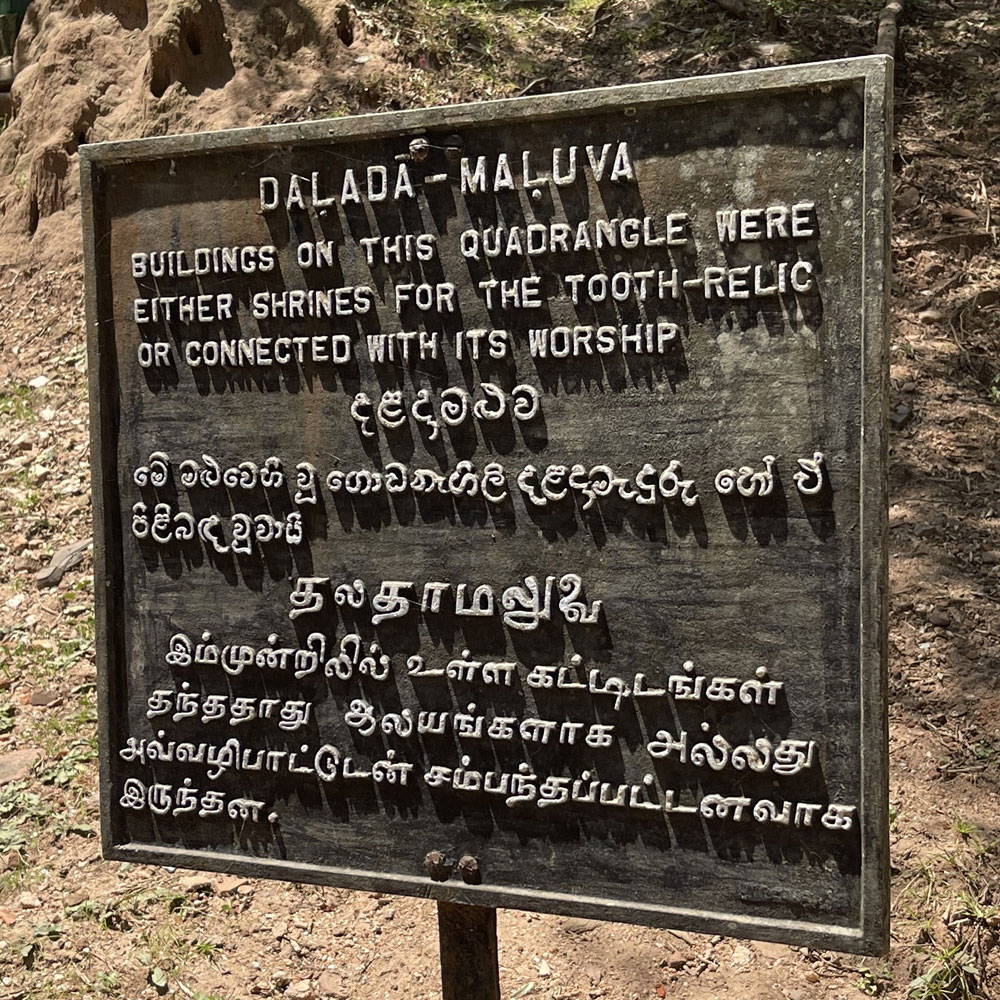 DAḶADĀ-MAḶUVA
BUILDINGS ON THIS QUADRANGLE WERE
EITHER SHRINES FOR THE TOOTH-RELIC
OR CONNECTED WITH ITS WORSHIP
දළදාමළුව
මේ මළුවෙහි වූ ගොඩනැගිලි දළදාමැඳුරු හෝ ඒ
පිළිබඳ වූවායි
தலதாமலுவ
இம்முன்றிலில் உள்ள கட்டிடங்கள்
தந்ததாது ஆலயங்களாக அல்லது
அவ்வழிபாட்டுடன் சம்பந்தப்பட்டனவாக
இருந்தன.